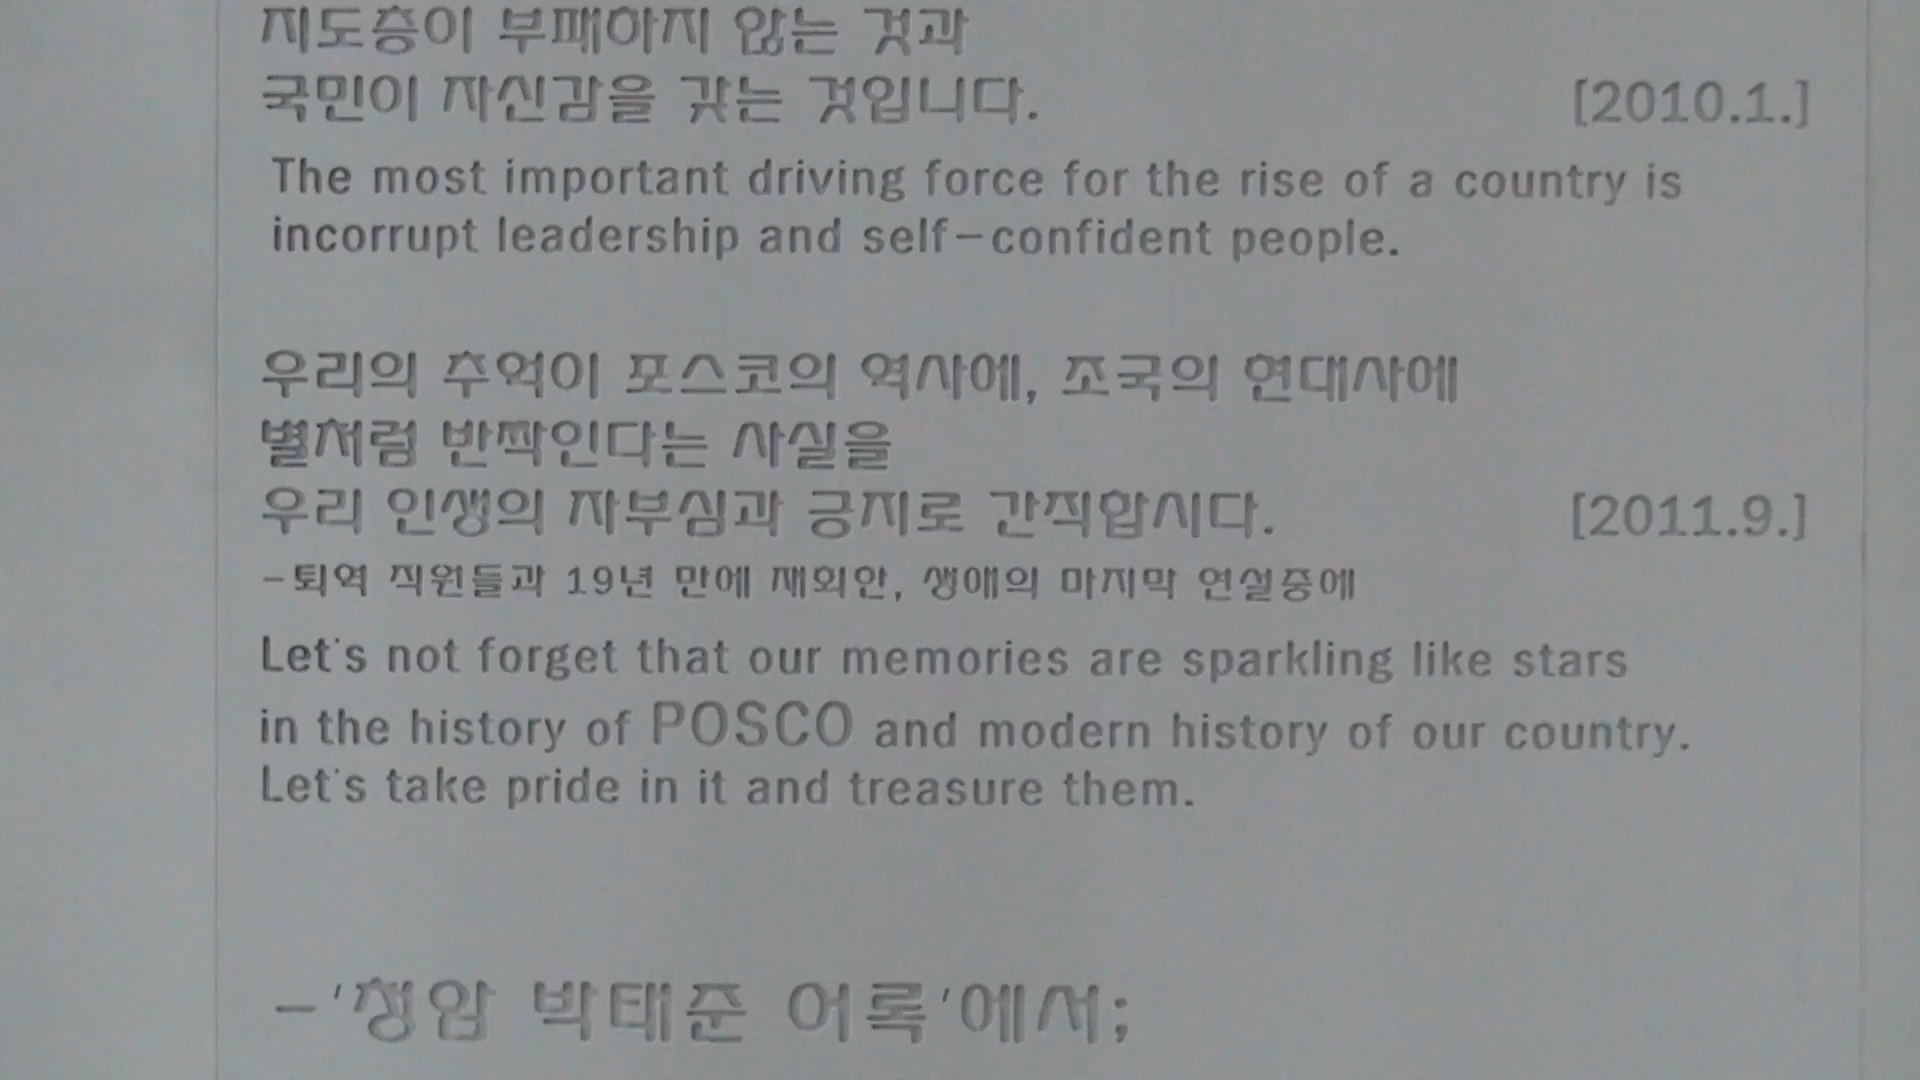 지도층이 부패하지 않는 것과
국민이 자신감을 갖는 것입니다. [2010.1.]
The most important driving force for the rise of a country is
incorrupt leadership and self-confident people.
우리의 추억이 포스코의 역사에, 조국의 현대사에
별처럼 반짝인다는 사실을
우리 인생의 자부심과 긍지로 간직합시다. [2011.9.]
-퇴역 직원들과 19년 만에 재회한, 생애의 마지막 연설중에
Let's not forget that our memories are sparkling like stars
in the history of POSCO and modern history of our country.
Let's take pride in it and treasure them.
-'청암 박태준 어록'에서;